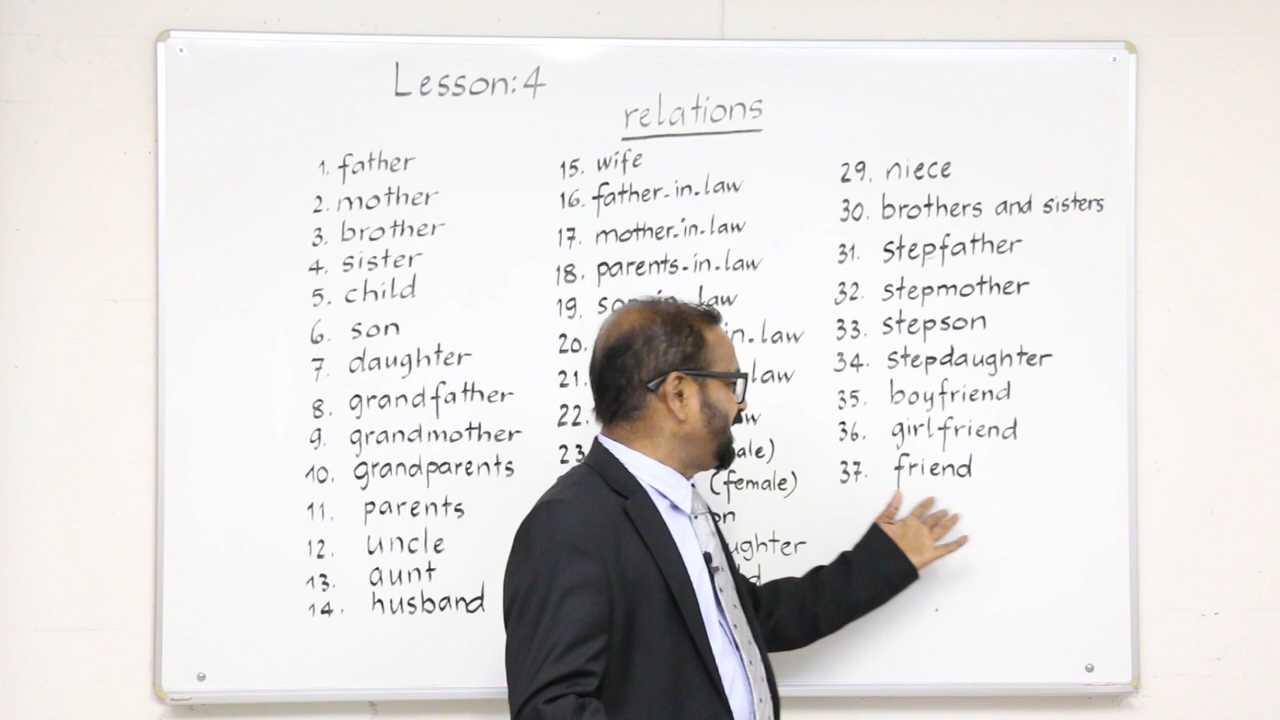 Lesson:4
relations
1. father
2. mother
3. brother
4. sister
5. child
6. son
7. daughter
8. grandfather
9. grandmother
10. grandparents
11. parents
12. uncle
13. aunt
14. husband
15. wife
16. father-in-law
17. mother-in-law
18. parents-in-law
19. son-in-law
20. in-law
21. law
22.
23
(female)
29. niece
30. brothers and sisters
31. stepfather
32. stepmother
33. stepson
34. stepdaughter
35. boyfriend
36. girlfriend
37. friend